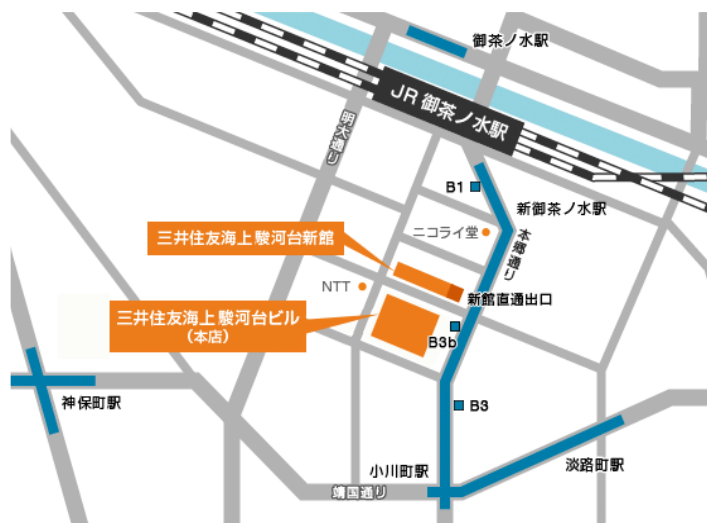 御茶ノ水駅
JR 御茶ノ水駅
明大通り
B1
新御茶ノ水駅
ニコライ堂
本郷通り
三井住友海上駿河台新館
NTT
新館直通出口
三井住友海上駿河台ビル
（本店）
B3b
神保町駅
B3
小川町駅
淡路町駅
靖国通り